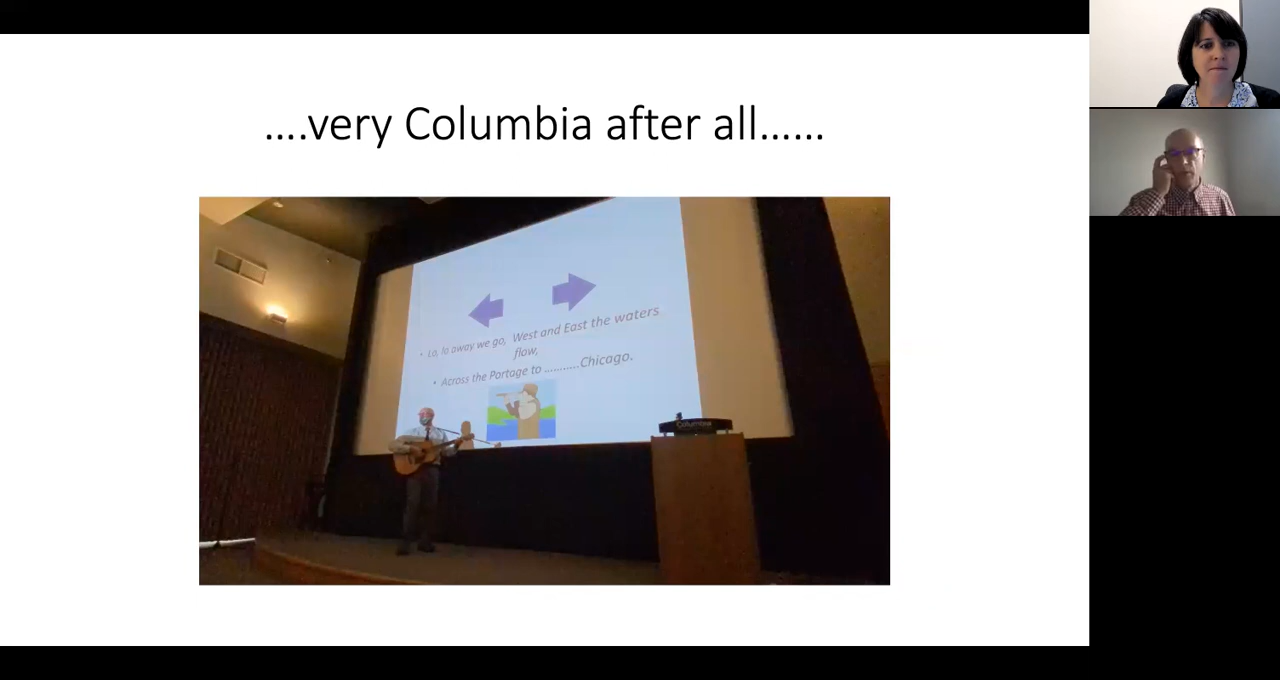 ....very Columbia after all......
• Lo, lo away we go, West and East the waters
flow,
• Across the Portage to ...........Chicago.
Columbia